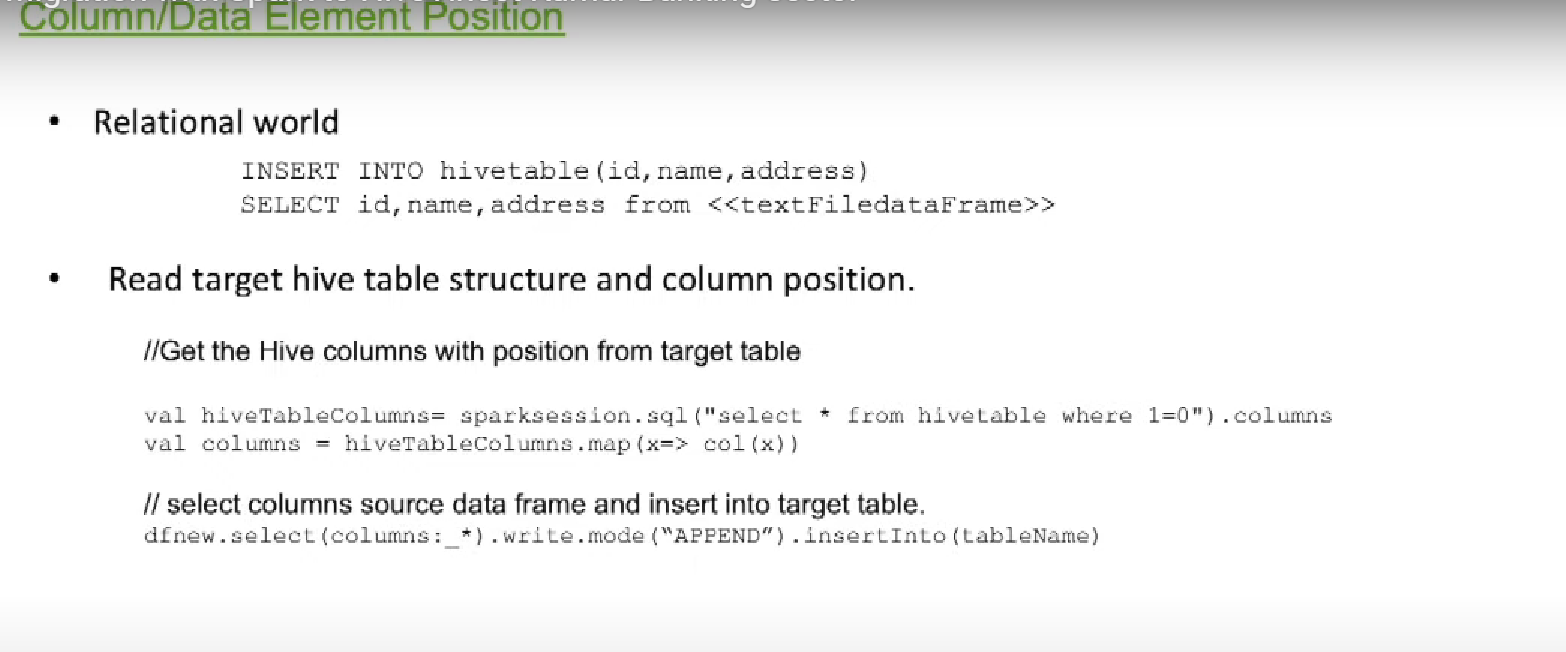 Column/Data Element Position
• Relational world
INSERT INTO hivetable(id,name,address)
SELECT id,name,address from <<textFiledataFrame>>
• Read target hive table structure and column position.
//Get the Hive columns with position from target table
val hiveTableColumns= sparksession.sql("select * from hivetable where 1=0").columns
val columns = hiveTableColumns.map(x=> col(x))
// select columns source data frame and insert into target table.
dfnew.select(columns:_*).write.mode(“APPEND”).insertInto(tableName)